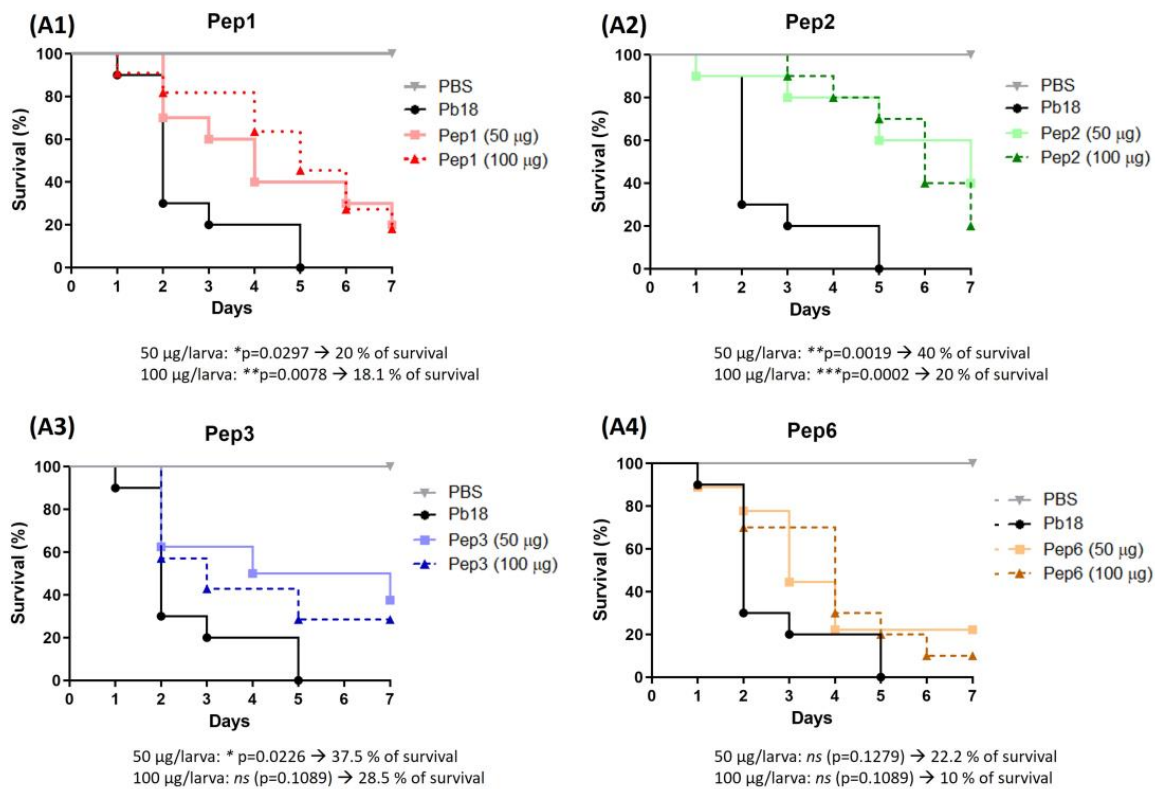 (A1)
Pep1
Survival (%)
100
80
60
40
20
0
0 1 2 3 4 5 6 7
Days
PBS
Pb18
Pep1 (50 µg)
Pep1 (100 µg)
50 µg/larva: *p=0.0297 → 20 % of survival
100 µg/larva: **p=0.0078 → 18.1 % of survival
(A2)
Pep2
Survival (%)
100
80
60
40
20
0
0 1 2 3 4 5 6 7
Days
PBS
Pb18
Pep2 (50 µg)
Pep2 (100 µg)
50 µg/larva: **p=0.0019 → 40 % of survival
100 µg/larva: ***p=0.0002 → 20 % of survival
(A3)
Pep3
Survival (%)
100
80
60
40
20
0
0 1 2 3 4 5 6 7
Days
PBS
Pb18
Pep3 (50 µg)
Pep3 (100 µg)
50 µg/larva: * p=0.0226 → 37.5 % of survival
100 µg/larva: ns (p=0.1089) → 28.5 % of survival
(A4)
Pep6
Survival (%)
100
80
60
40
20
0
0 1 2 3 4 5 6 7
Days
PBS
Pb18
Pep6 (50 µg)
Pep6 (100 µg)
50 µg/larva: ns (p=0.1279) → 22.2 % of survival
100 µg/larva: ns (p=0.1089) → 10 % of survival